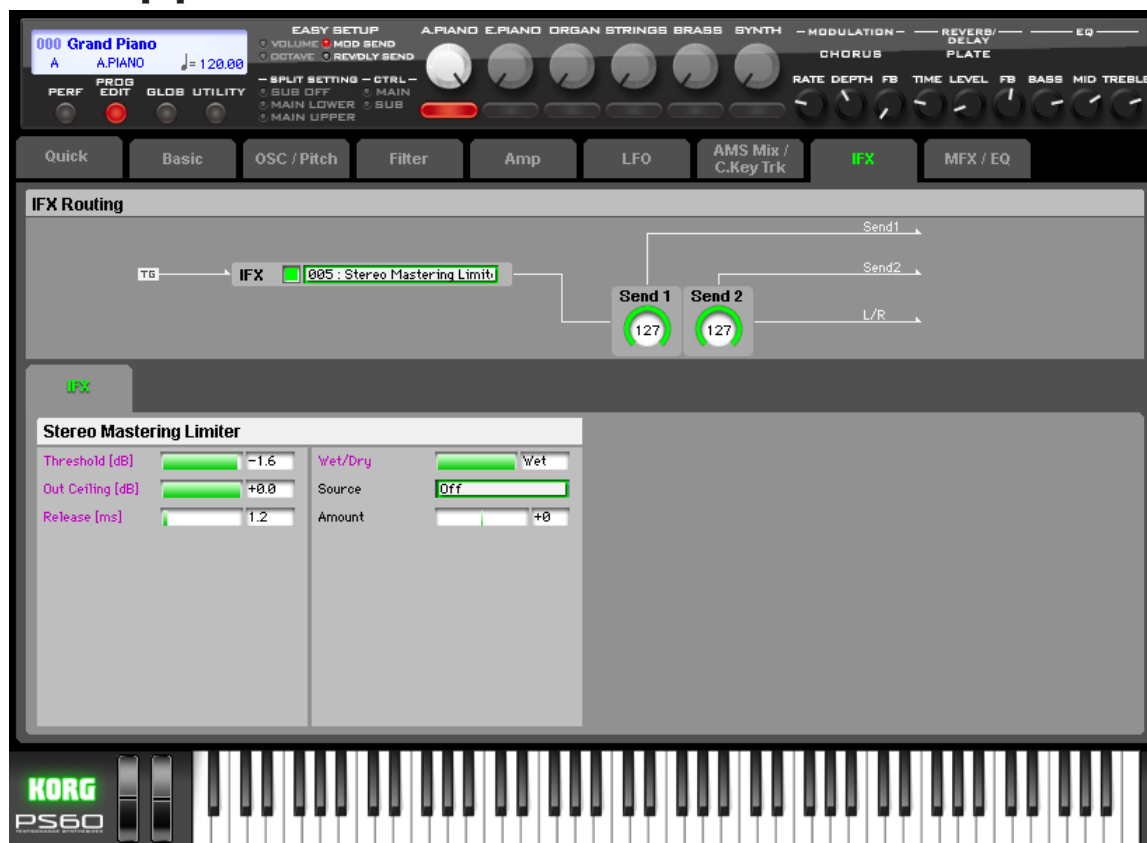 000 Grand Piano
A A.PIANO ♩= 120.00
PERF PROG EDIT GLOB UTILITY
EASY SETUP
VOLUME MOD SEND
OCTAVE REV/DLY SEND
SPLIT SETTING CTRL
SUB OFF MAIN
MAIN LOWER SUB
MAIN UPPER
A.PIANO E.PIANO ORGAN STRINGS BRASS SYNTH
MODULATION REVERB/DELAY EQ
CHORUS PLATE
RATE DEPTH FB TIME LEVEL FB BASS MID TREBLE
Quick Basic OSC / Pitch Filter Amp LFO AMS Mix / C.Key Trk IFX MFX / EQ
IFX Routing
Send1
TG IFX 005 : Stereo Mastering Limit
Send2
Send 1 Send 2
L/R
127 127
IFX
Stereo Mastering Limiter
Threshold [dB] -1.6 Wet/Dry Wet
Out Ceiling [dB] +0.0 Source Off
Release [ms] 1.2 Amount +0
KORG
PS60